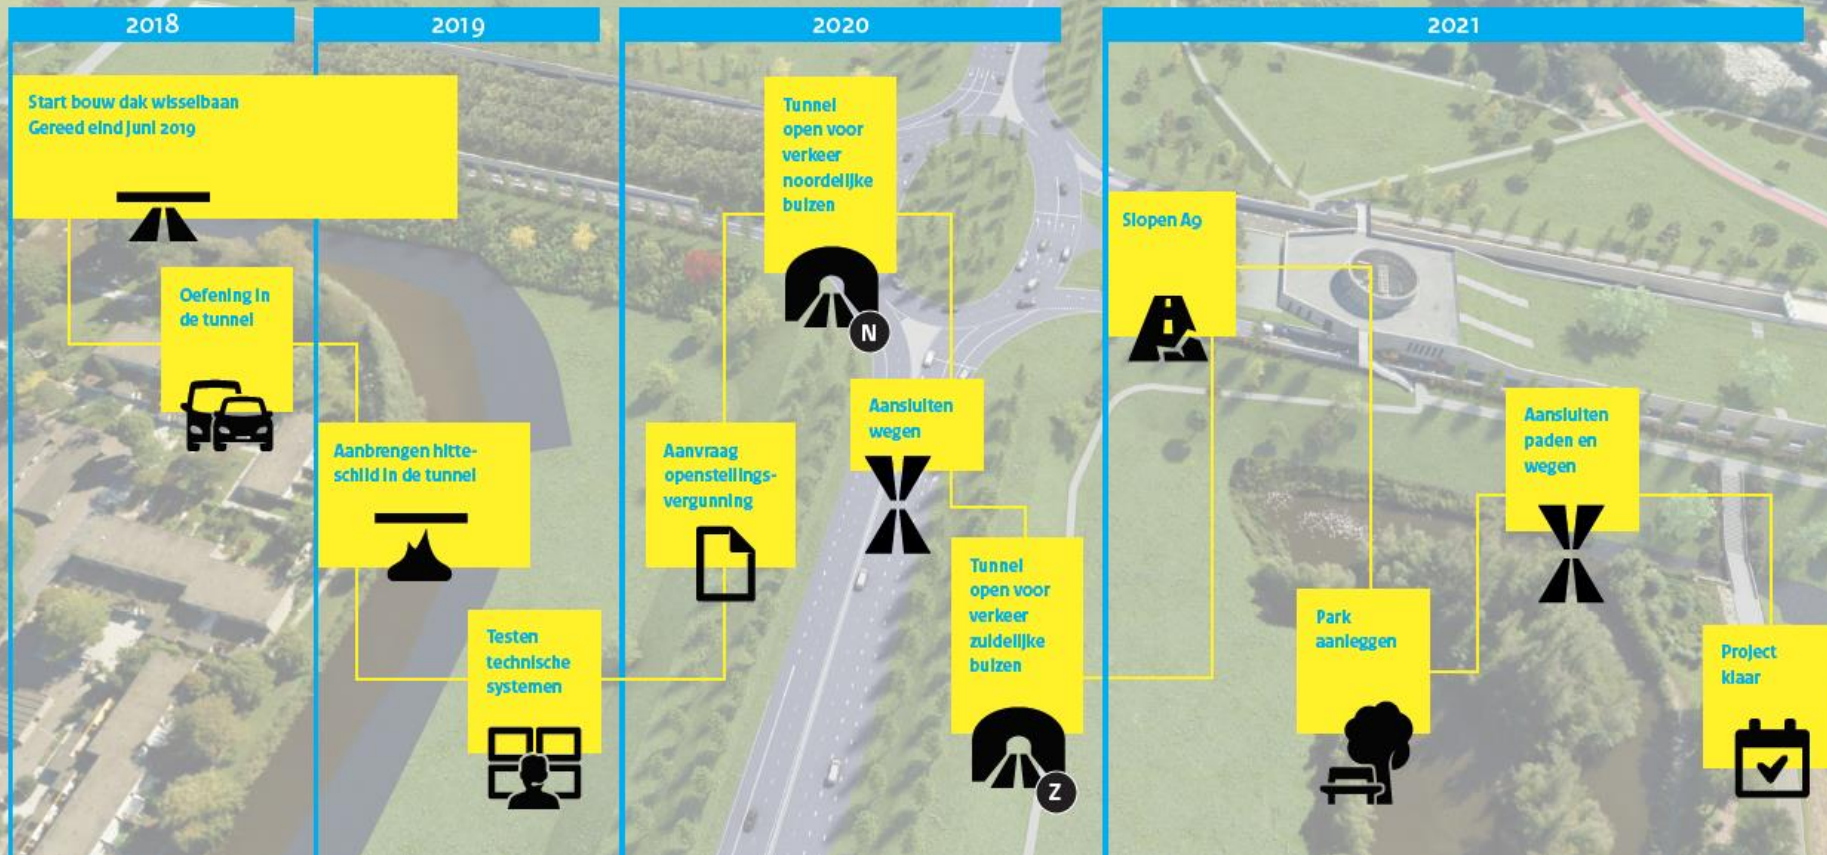 2018
2019
2020
2021
Start bouw dak wisselbaan
Gereed eind juni 2019
Oefening in
de tunnel
Aanbrengen hitte-
schild in de tunnel
Testen
technische
systemen
Aanvraag
openstellings-
vergunning
Tunnel
open voor
verkeer
noordelijke
buizen
N
Aansluiten
wegen
Tunnel
open voor
verkeer
zuidelijke
buizen
Z
Slopen A9
Park
aanleggen
Aansluiten
paden en
wegen
Project
klaar